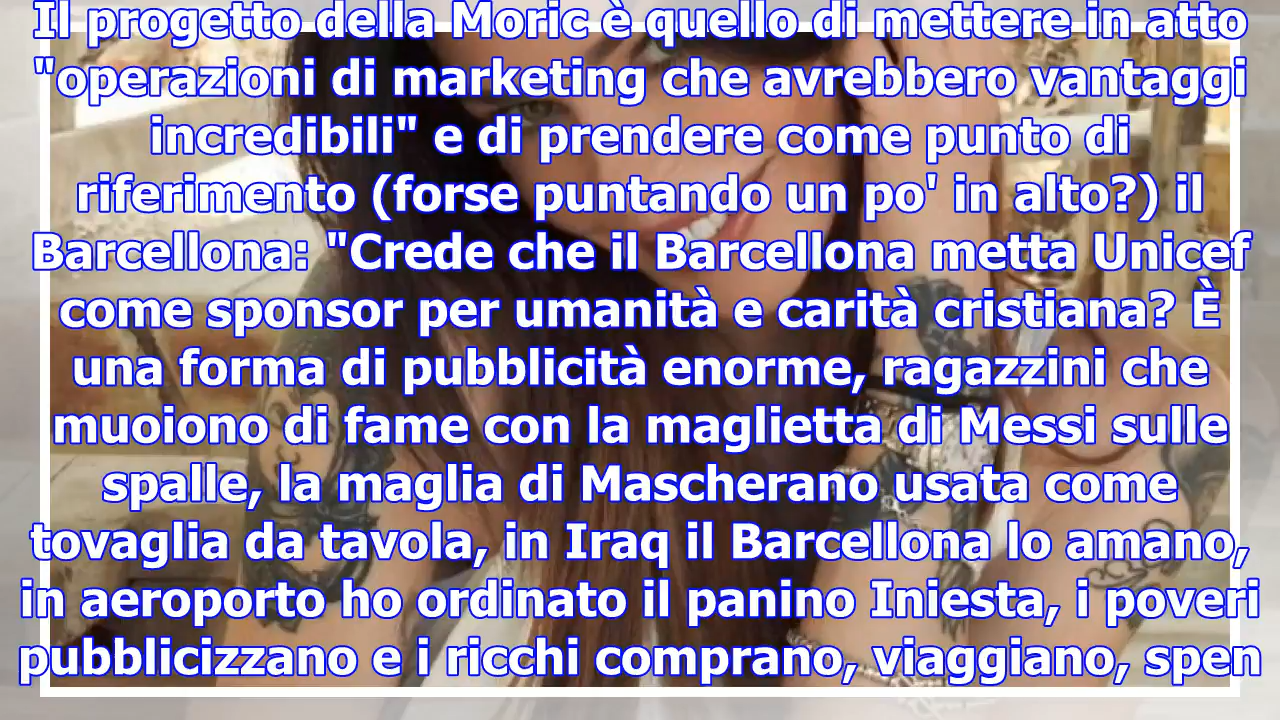 Il progetto della Moric è quello di mettere in atto
"operazioni di marketing che avrebbero vantaggi
incredibili" e di prendere come punto di
riferimento (forse puntando un po' in alto?) il
Barcellona: "Crede che il Barcellona metta Unicef
come sponsor per umanità e carità cristiana? È
una forma di pubblicità enorme, ragazzini che
muoiono di fame con la maglietta di Messi sulle
spalle, la maglia di Mascherano usata come
tovaglia da tavola, in Iraq il Barcellona lo amano,
in aeroporto ho ordinato il panino Iniesta, i poveri
pubblicizzano e i ricchi comprano, viaggiano, spen